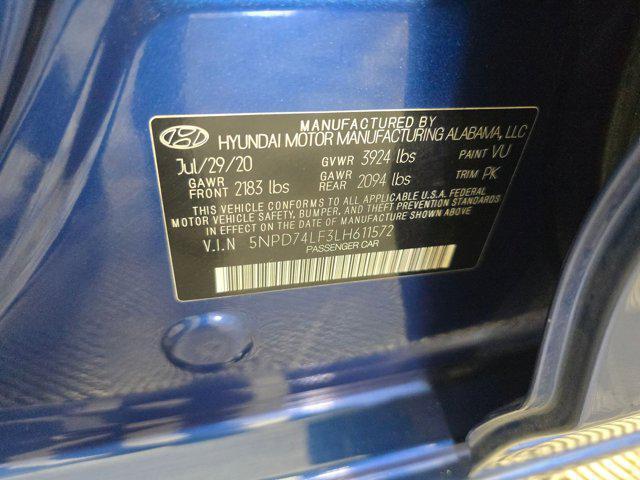 MANUFACTURED BY
HYUNDAI MOTOR MANUFACTURING ALABAMA, LLC
Jul/29/20 GVWR 3924 lbs PAINT VU
GAWR FRONT 2183 lbs GAWR REAR 2094 lbs TRIM PK
THIS VEHICLE CONFORMS TO ALL APPLICABLE U.S.A. FEDERAL
MOTOR VEHICLE SAFETY, BUMPER, AND THEFT PREVENTION STANDARDS
IN EFFECT ON THE DATE OF MANUFACTURE SHOWN ABOVE
V.I.N 5NPD74LF3LH611572
PASSENGER CAR